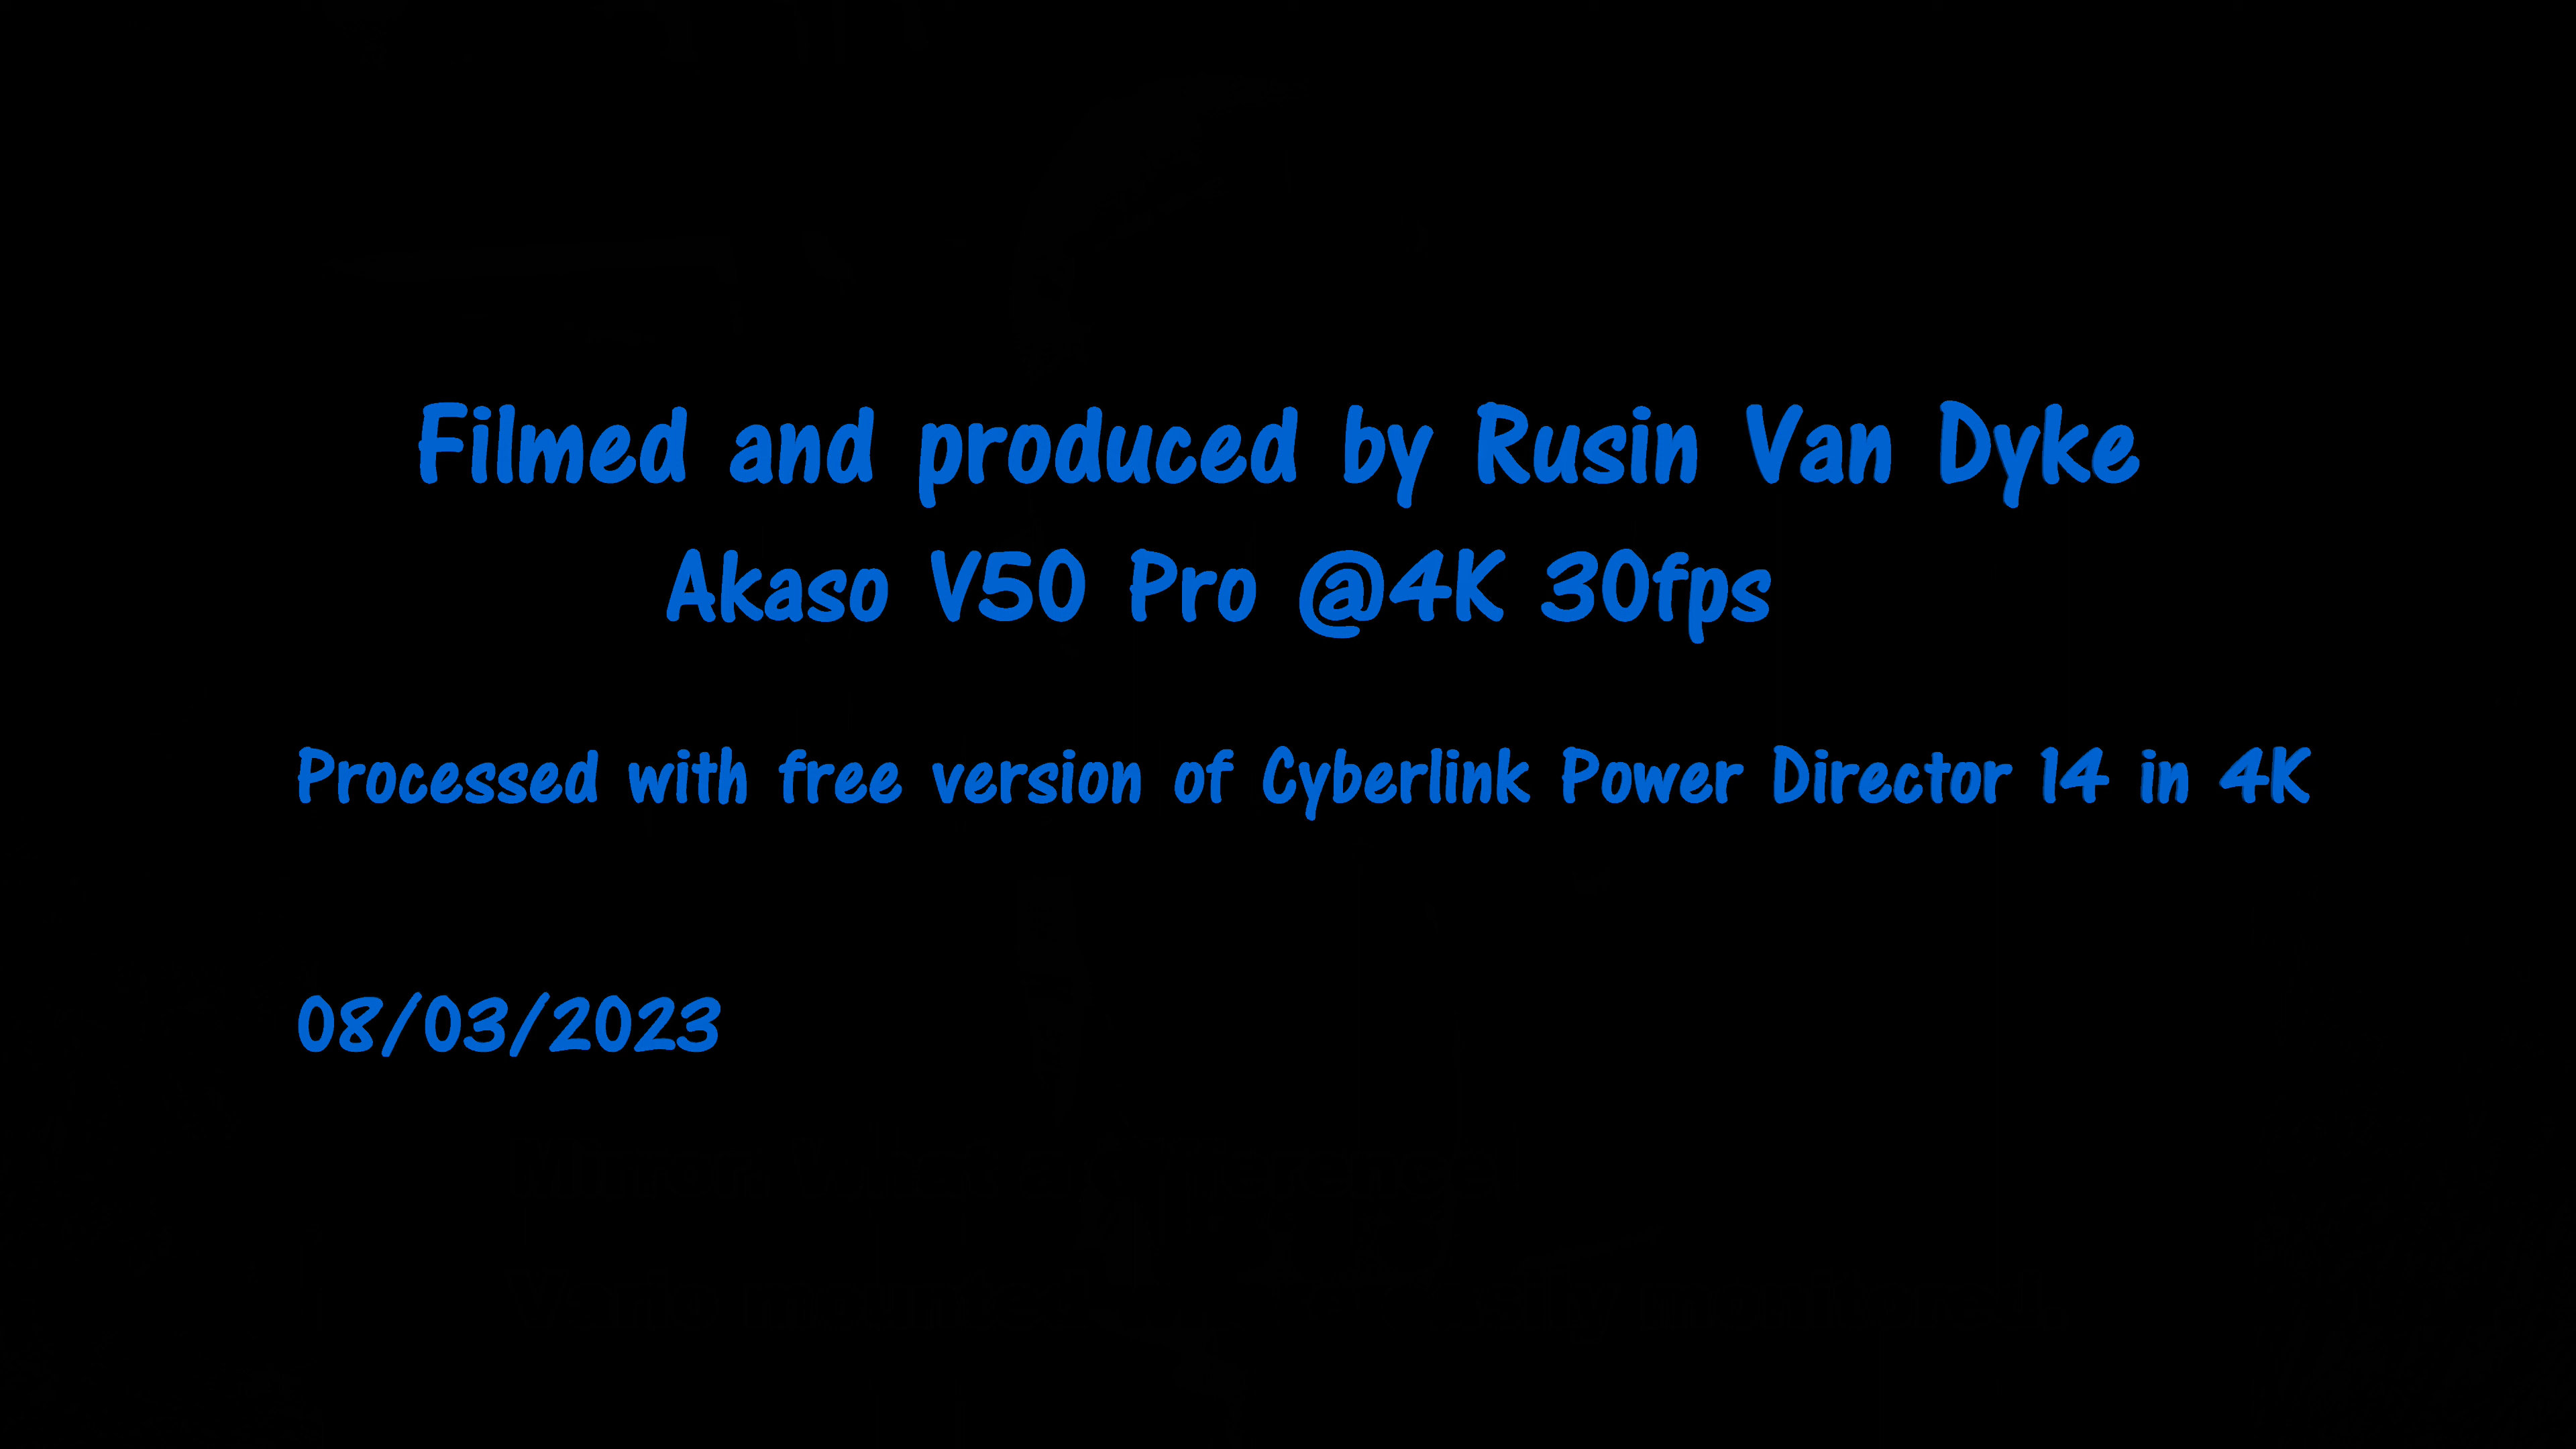 Filmed and produced by Rusin Van Dyke
Akaso V50 Pro @4K 30fps
Processed with free version of Cyberlink Power Director 14 in 4K
08/03/2023